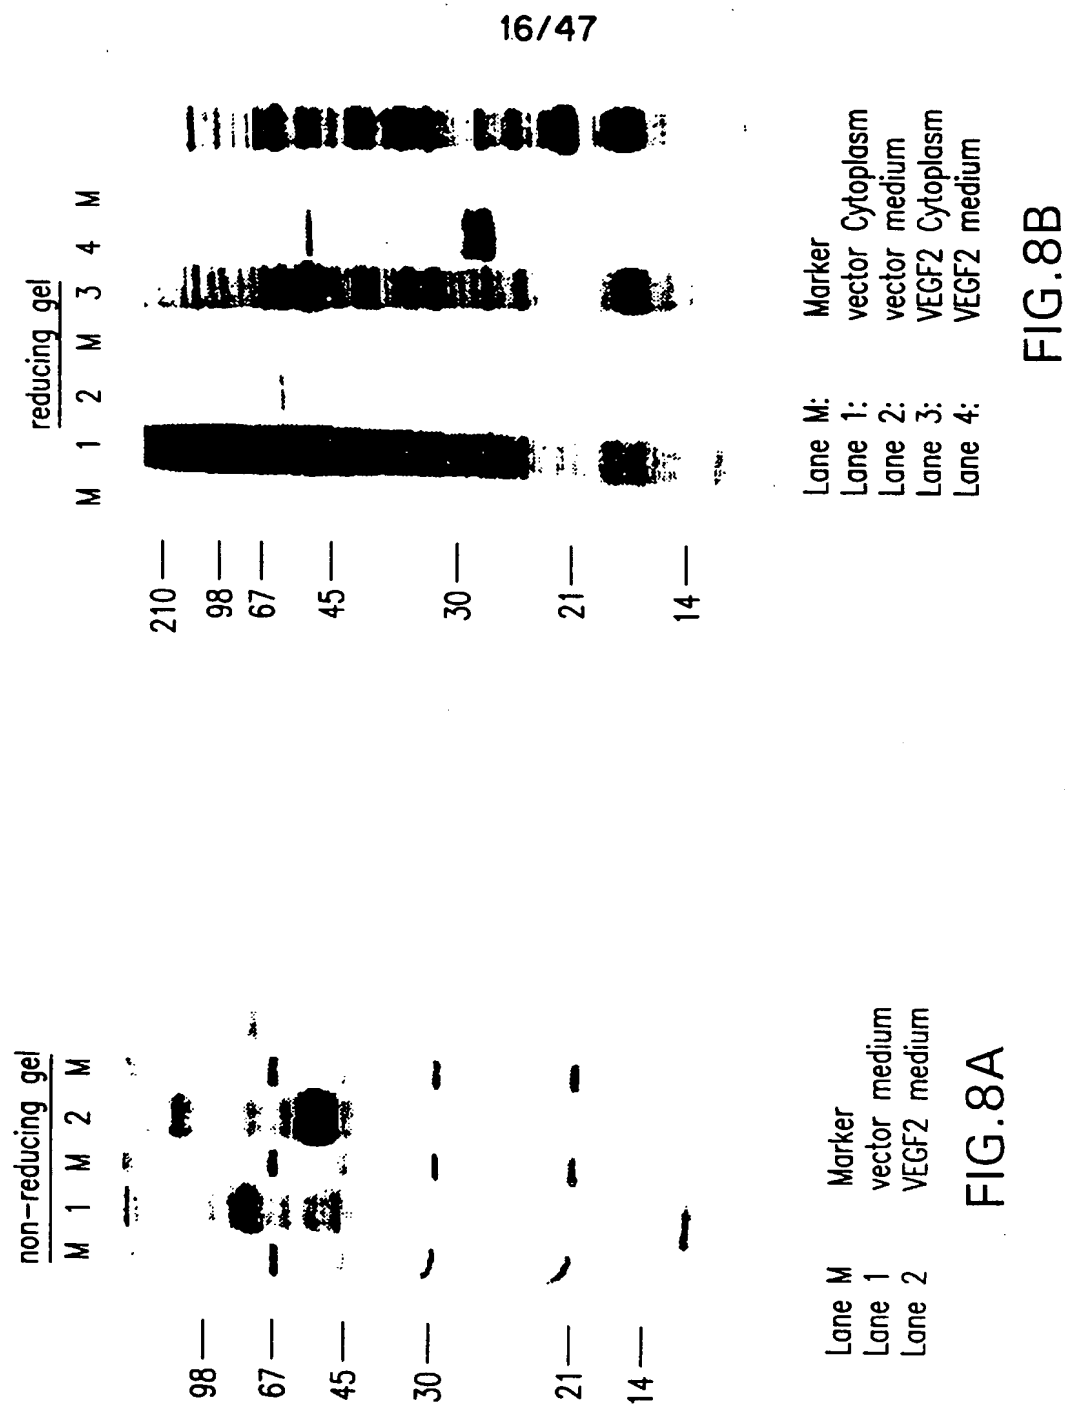 16/47
non-reducing gel
M 1 M 2 M
98
67
45
30
21
14
Lane M Marker
Lane 1 vector medium
Lane 2 VEGF2 medium
FIG.8A
reducing gel
M 1 2 M 3 4 M
210
98
67
45
30
21
14
Lane M: Marker
Lane 1: vector Cytoplasm
Lane 2: vector medium
Lane 3: VEGF2 Cytoplasm
Lane 4: VEGF2 medium
FIG.8B